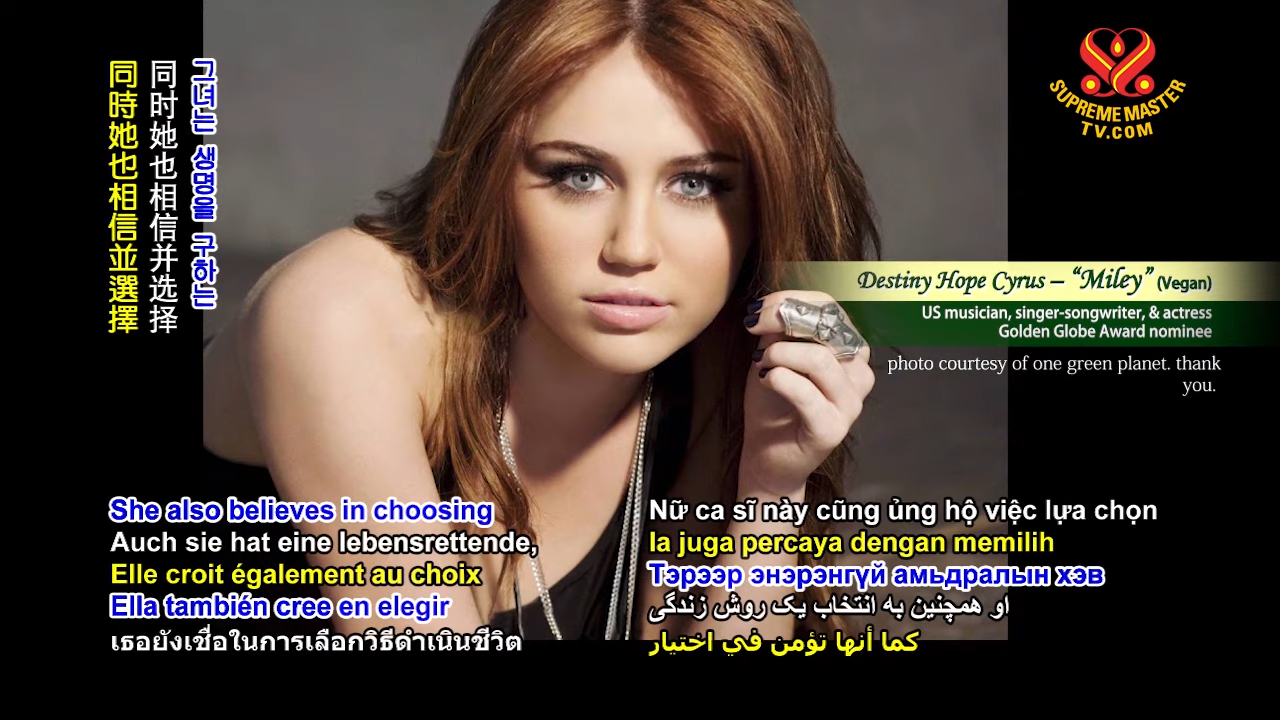 同時她也相信並選擇
同时她也相信并选择
그녀는 생명을 구하는
SUPREME MASTER
TV.COM
Destiny Hope Cyrus – “Miley” (Vegan)
US musician, singer-songwriter, & actress
Golden Globe Award nominee
photo courtesy of one green planet. thank
you.
She also believes in choosing
Auch sie hat eine lebensrettende,
Elle croit également au choix
Ella también cree en elegir
เธอยังเชื่อในการเลือกวิธีดำเนินชีวิต
Nữ ca sĩ này cũng ủng hộ việc lựa chọn
Ia juga percaya dengan memilih
Тэрээр энэрэнгүй амьдралын хэв
او همچنین به انتخاب یک روش زندگی
كما أنها تؤمن في اختيار